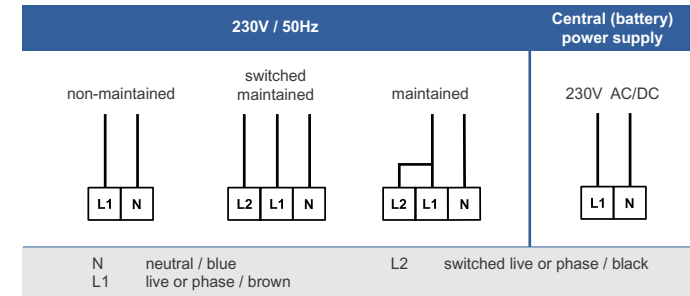 230V / 50Hz
Central (battery)
power supply
non-maintained
switched
maintained
maintained
230V AC/DC
L1 N
L2 L1 N
L2 L1 N
L1 N
N neutral / blue
L1 live or phase / brown
L2 switched live or phase / black